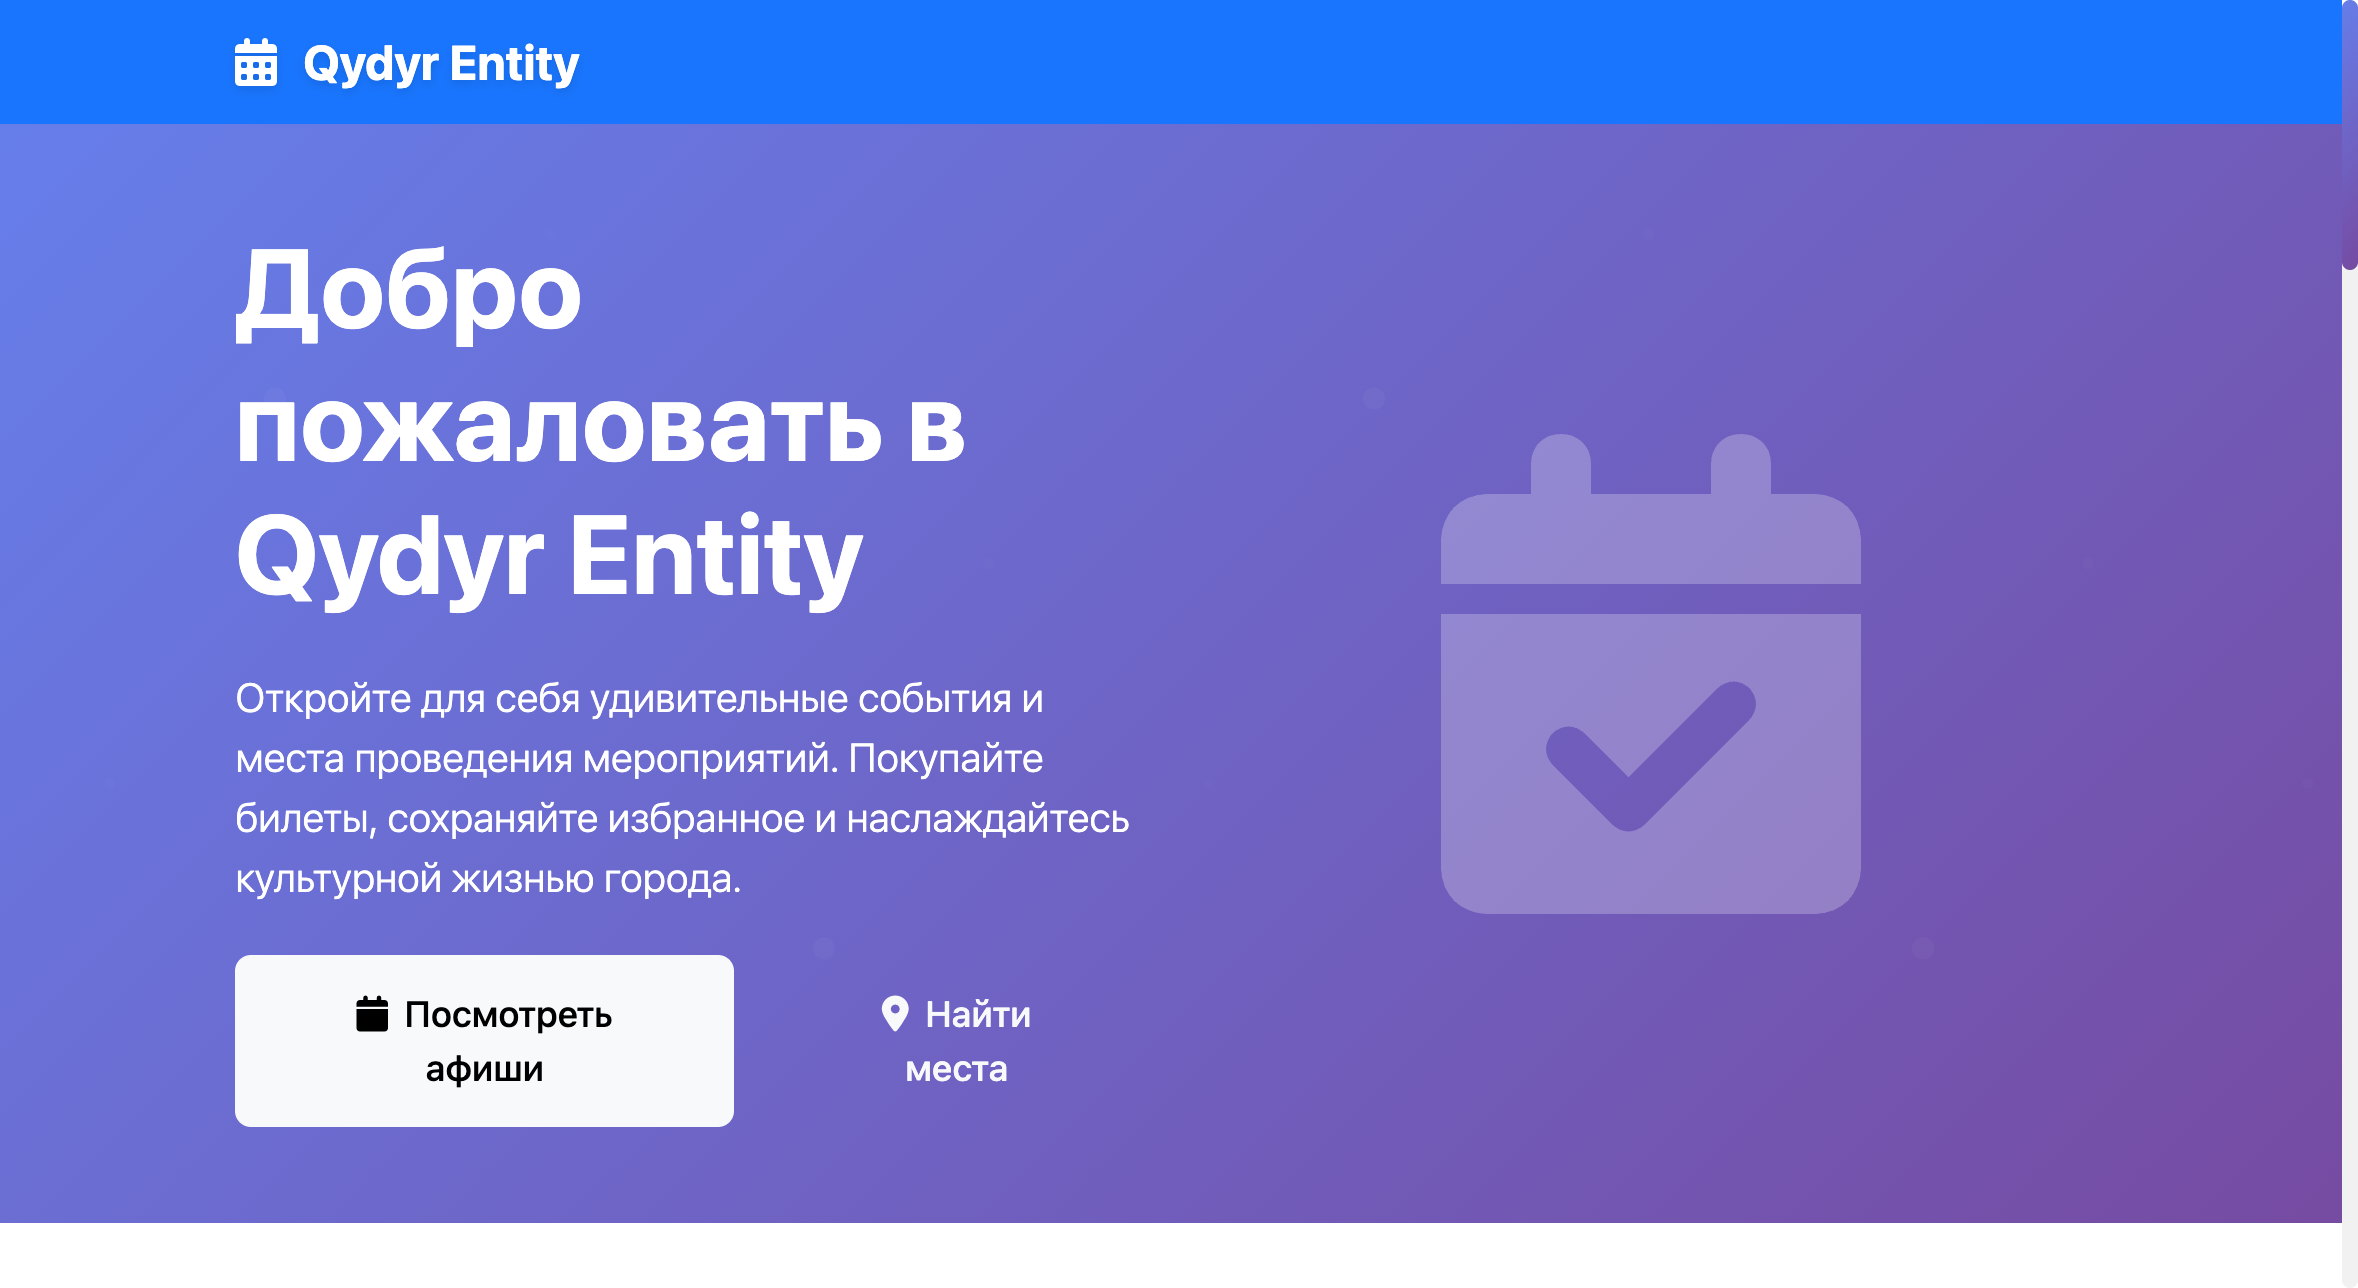 Qydyr Entity
Добро
пожаловать в
Qydyr Entity
Откройте для себя удивительные события и
места проведения мероприятий. Покупайте
билеты, сохраняйте избранное и наслаждайтесь
культурной жизнью города.
Посмотреть
афиши
Найти
места